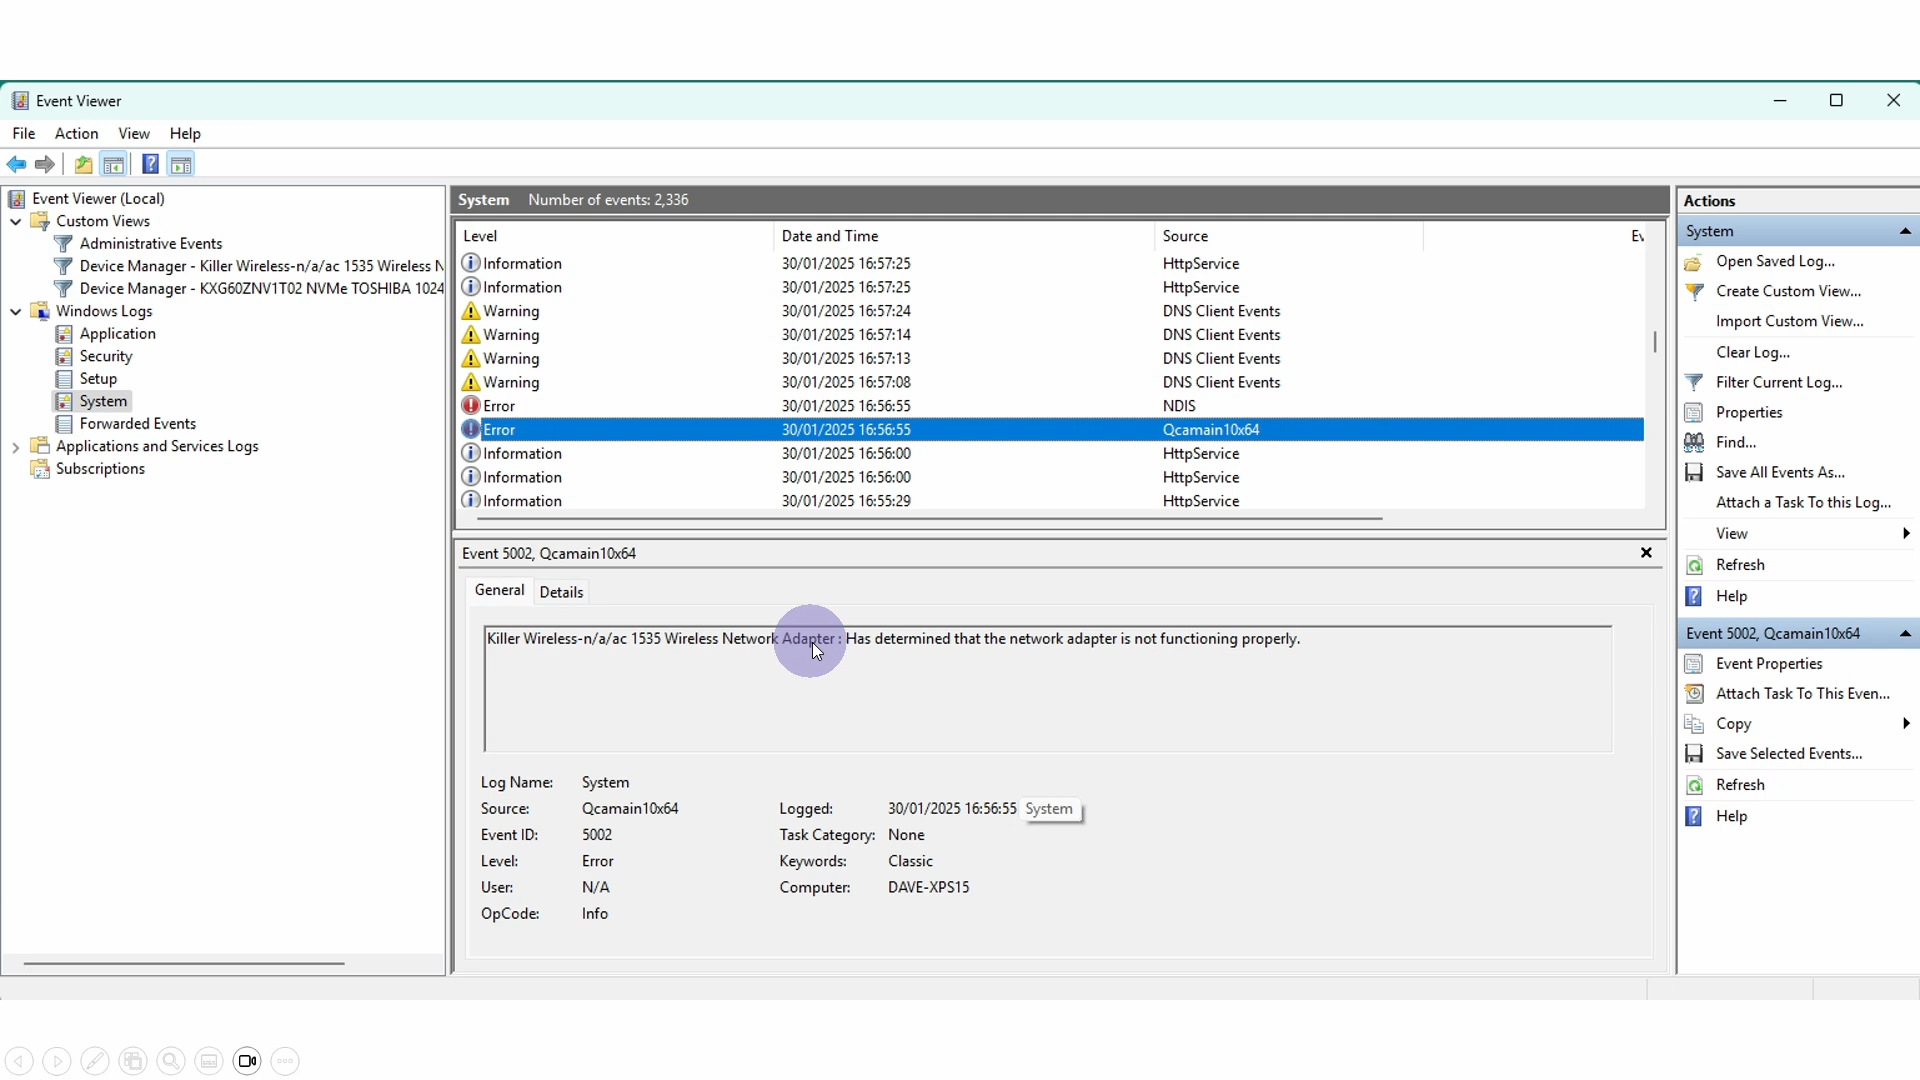 Event Viewer
File Action View Help
Event Viewer (Local)
Custom Views
Administrative Events
Device Manager - Killer Wireless-n/a/ac 1535 Wireless N
Device Manager - KXG60ZNV1T02 NVMe TOSHIBA 1024
Windows Logs
Application
Security
Setup
System
Forwarded Events
Applications and Services Logs
Subscriptions
System Number of events: 2,336
Level Date and Time Source Ev
Information 30/01/2025 16:57:25 HttpService
Information 30/01/2025 16:57:25 HttpService
Warning 30/01/2025 16:57:24 DNS Client Events
Warning 30/01/2025 16:57:14 DNS Client Events
Warning 30/01/2025 16:57:13 DNS Client Events
Warning 30/01/2025 16:57:08 DNS Client Events
Error 30/01/2025 16:56:55 NDIS
Error 30/01/2025 16:56:55 Qcamain10x64
Information 30/01/2025 16:56:00 HttpService
Information 30/01/2025 16:56:00 HttpService
Information 30/01/2025 16:55:29 HttpService
Event 5002, Qcamain10x64
General Details
Killer Wireless-n/a/ac 1535 Wireless Network Adapter : Has determined that the network adapter is not functioning properly.
Log Name: System
Source: Qcamain10x64 Logged: 30/01/2025 16:56:55 System
Event ID: 5002 Task Category: None
Level: Error Keywords: Classic
User: N/A Computer: DAVE-XPS15
OpCode: Info
Actions
System
Open Saved Log...
Create Custom View...
Import Custom View...
Clear Log...
Filter Current Log...
Properties
Find...
Save All Events As...
Attach a Task To this Log...
View
Refresh
Help
Event 5002, Qcamain10x64
Event Properties
Attach Task To This Even...
Copy
Save Selected Events...
Refresh
Help